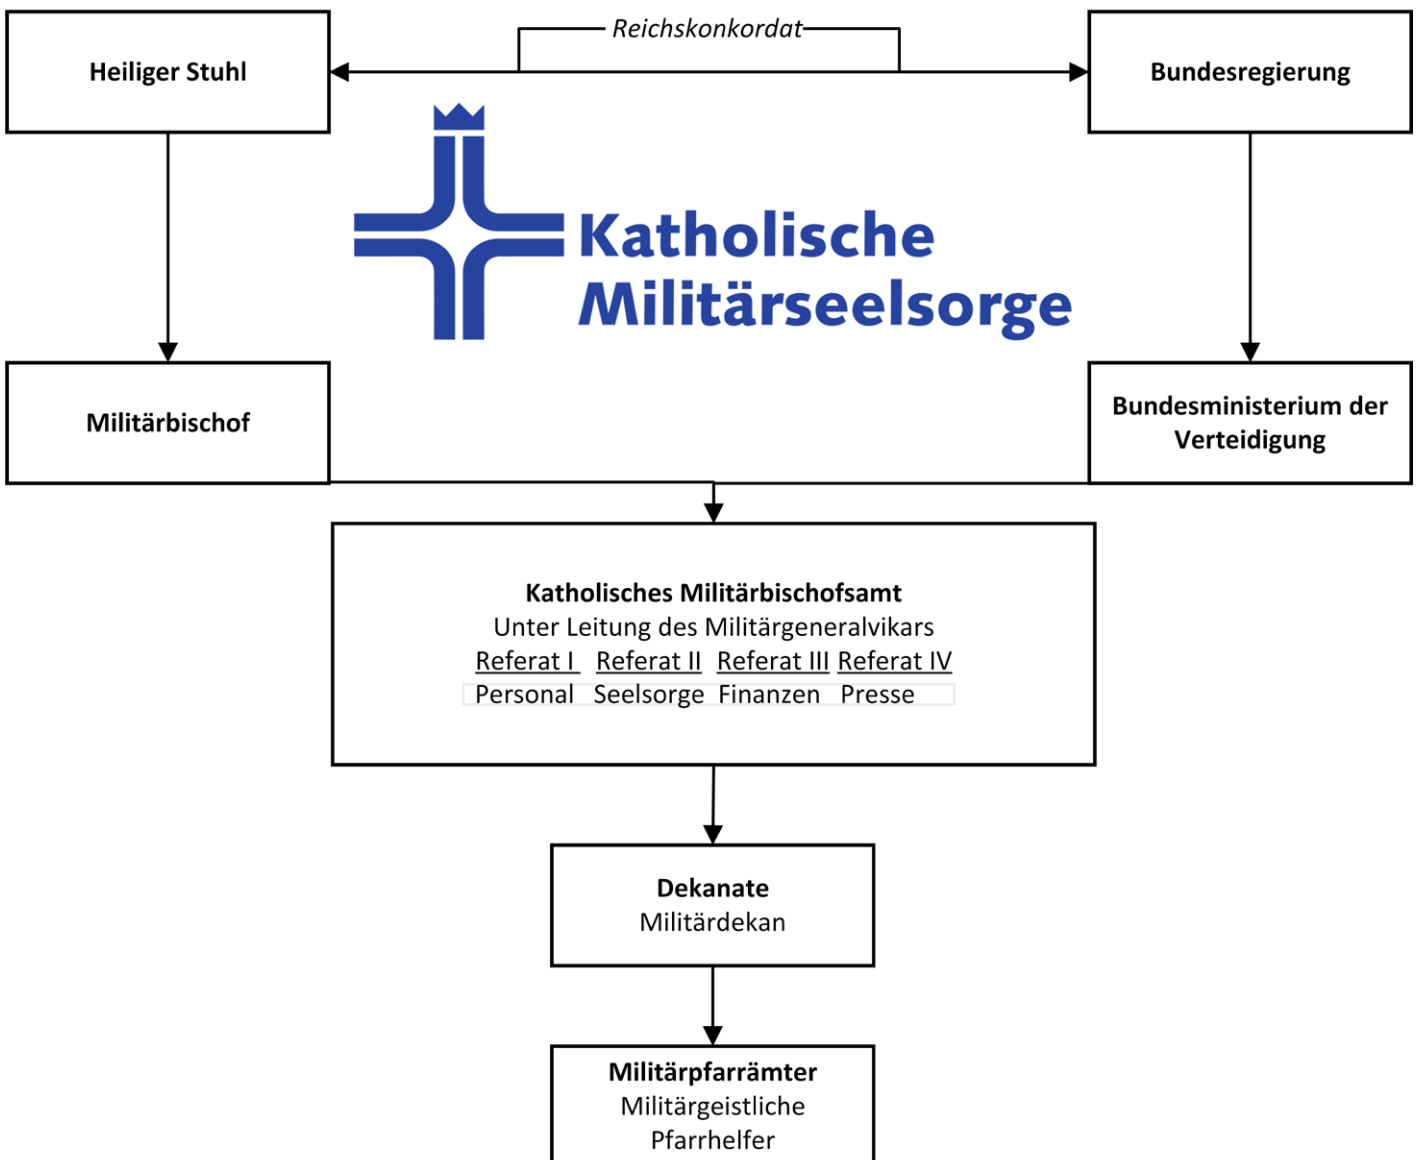 Reichskonkordat
Heiliger Stuhl
Bundesregierung
Katholische
Militärseelsorge
Militärbischof
Bundesministerium der
Verteidigung
Katholisches Militärbischofsamt
Unter Leitung des Militärgeneralvikars
Referat I Referat II Referat III Referat IV
Personal Seelsorge Finanzen Presse
Dekanate
Militärdekan
Militärpfarrämter
Militärgeistliche
Pfarrhelfer